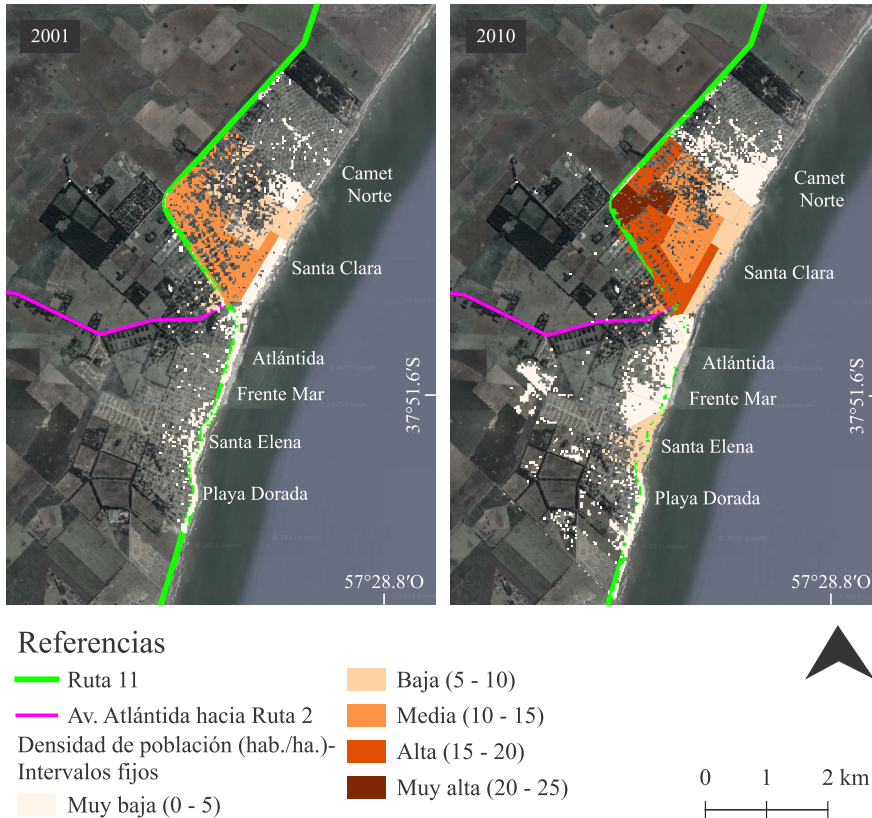 2001
Camet
Norte
Santa Clara
Atlántida
Frente Mar
Santa Elena
Playa Dorada
37°51.6′S
57°28.8′O
2010
Camet
Norte
Santa Clara
Atlántida
Frente Mar
Santa Elena
Playa Dorada
37°51.6′S
57°28.8′O
Referencias
Ruta 11
Av. Atlántida hacia Ruta 2
Densidad de población (hab./ha.)-
Intervalos fijos
Muy baja (0 - 5)
Baja (5 - 10)
Media (10 - 15)
Alta (15 - 20)
Muy alta (20 - 25)
0 1 2 km